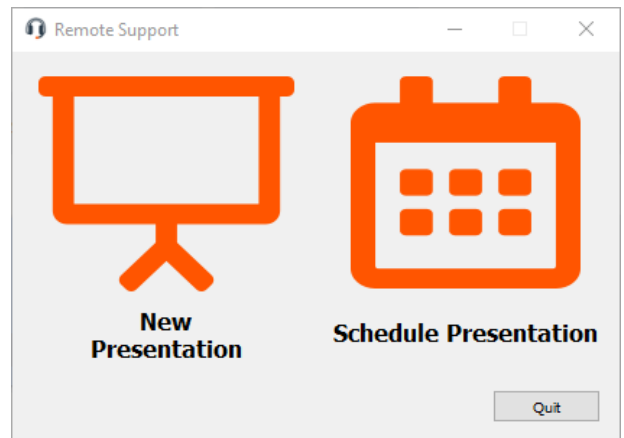 Remote Support
New
Presentation
Schedule Presentation
Quit